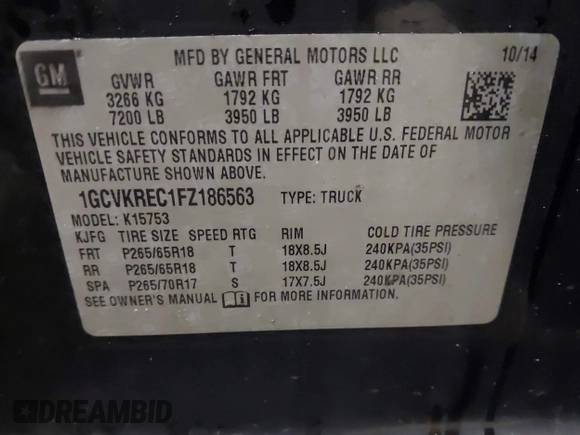 GM
MFD BY GENERAL MOTORS LLC 10/14
GVWR GAWR FRT GAWR RR
3266 KG 1792 KG 1792 KG
7200 LB 3950 LB 3950 LB
THIS VEHICLE CONFORMS TO ALL APPLICABLE U.S. FEDERAL MOTOR
VEHICLE SAFETY STANDARDS IN EFFECT ON THE DATE OF
MANUFACTURE SHOWN ABOVE.
1GCVKREC1FZ186563 TYPE: TRUCK
MODEL: K15753
KJFG TIRE SIZE SPEED RTG RIM COLD TIRE PRESSURE
FRT P265/65R18 T 18X8.5J 240KPA(35PSI)
RR P265/65R18 T 18X8.5J 240KPA(35PSI)
SPA P265/70R17 S 17X7.5J 240KPA(35PSI)
SEE OWNER'S MANUAL FOR MORE INFORMATION.
DREAMBID